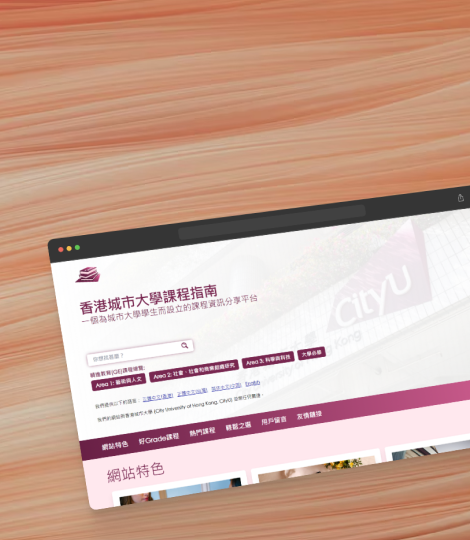 CityU
香港城市大學課程指南
一個為城市大學學生而設立的課程資訊分享平台
你想找甚麼？
精進教育(GE)課程導覽:
Area 1: 藝術與人文 Area 2: 社會、社會和商業組織研究 Area 3: 科學與科技 大學必修
我們提供以下的語言： 正體中文(香港) 正體中文(台灣) 简体中文(中国) English
我們的網站與香港城市大學 (City University of Hong Kong, CityU) 並無任何關連。
網站特色 好Grade課程 熱門課程 輕鬆之選 用戶留言 友情鏈接
網站特色